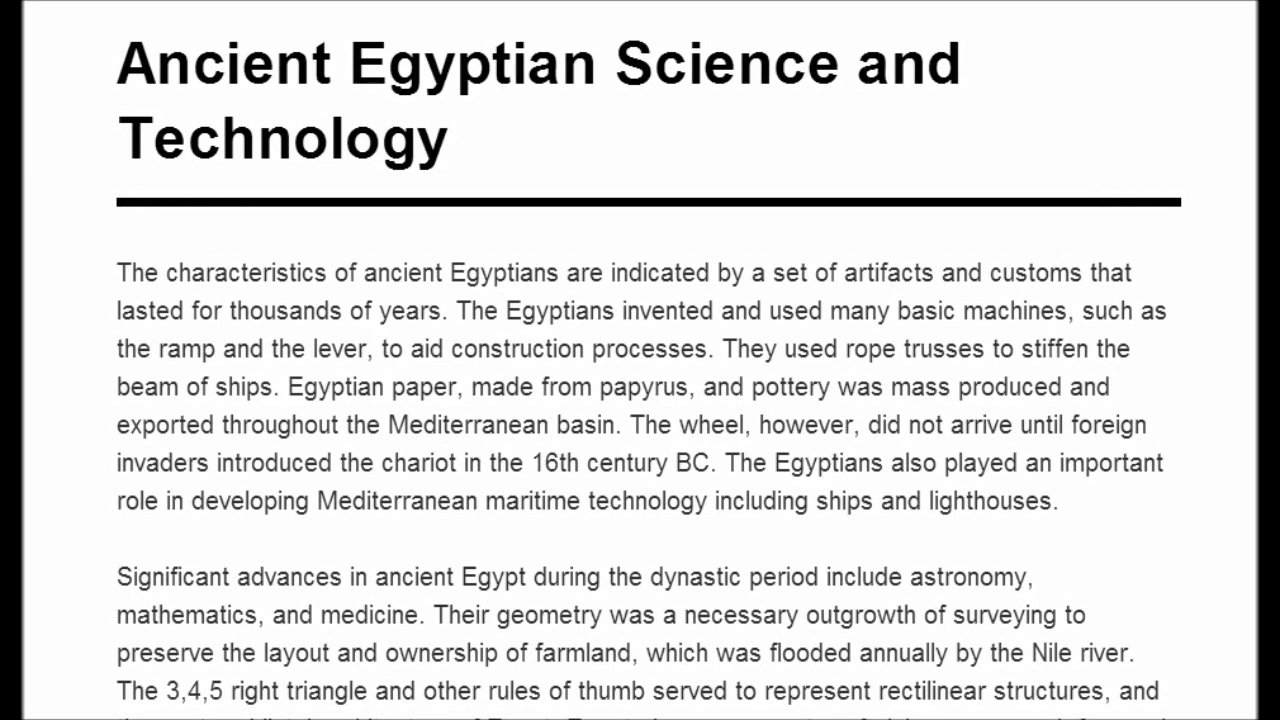 Ancient Egyptian Science and
Technology
The characteristics of ancient Egyptians are indicated by a set of artifacts and customs that
lasted for thousands of years. The Egyptians invented and used many basic machines, such as
the ramp and the lever, to aid construction processes. They used rope trusses to stiffen the
beam of ships. Egyptian paper, made from papyrus, and pottery was mass produced and
exported throughout the Mediterranean basin. The wheel, however, did not arrive until foreign
invaders introduced the chariot in the 16th century BC. The Egyptians also played an important
role in developing Mediterranean maritime technology including ships and lighthouses.
Significant advances in ancient Egypt during the dynastic period include astronomy,
mathematics, and medicine. Their geometry was a necessary outgrowth of surveying to
preserve the layout and ownership of farmland, which was flooded annually by the Nile river.
The 3,4,5 right triangle and other rules of thumb served to represent rectilinear structures, and